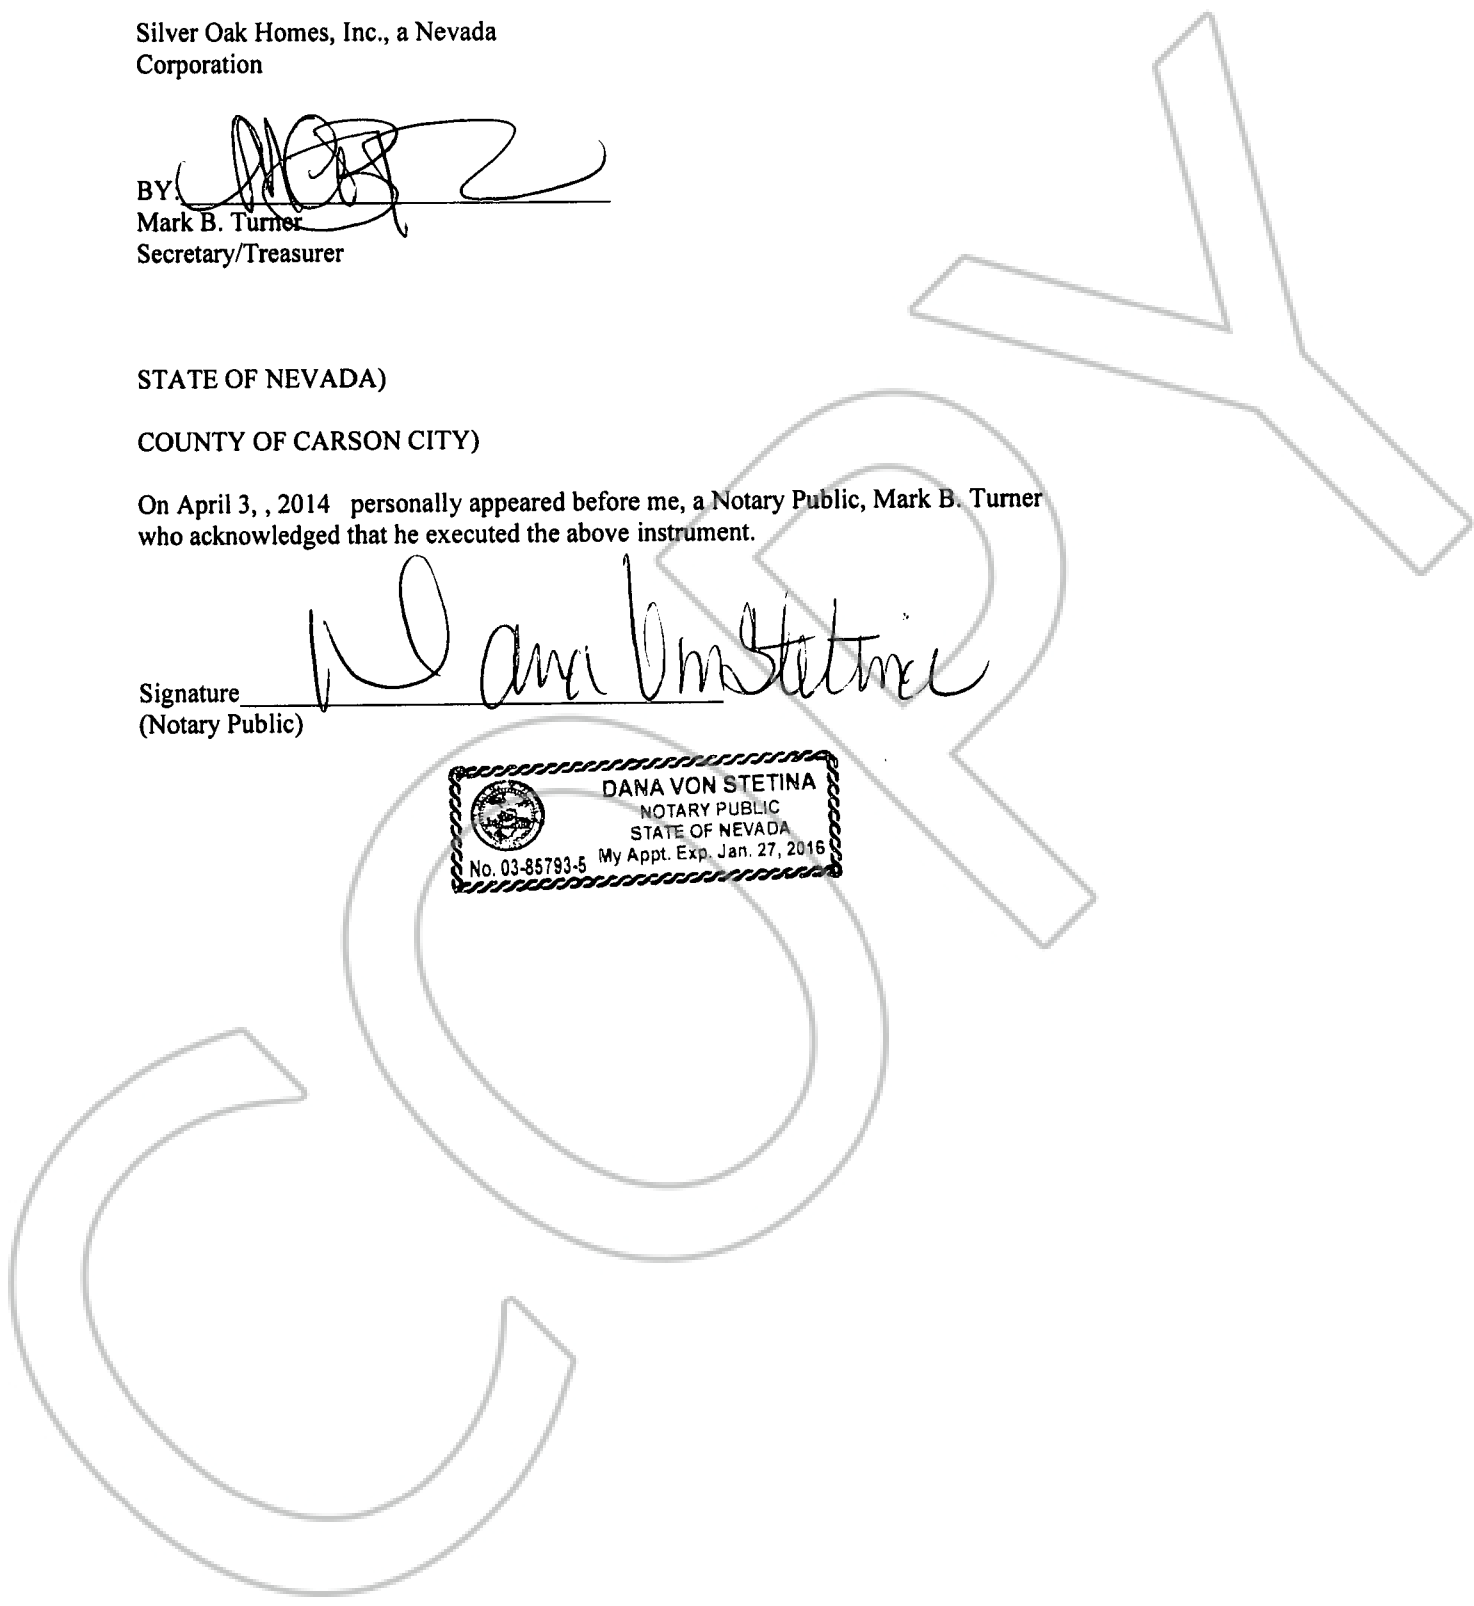 Silver Oak Homes, Inc., a Nevada
Corporation
BY:
Mark B. Turner
Secretary/Treasurer
STATE OF NEVADA)
COUNTY OF CARSON CITY)
On April 3, , 2014 personally appeared before me, a Notary Public, Mark B. Turner
who acknowledged that he executed the above instrument.
Dana Von Stetina
Signature
(Notary Public)
DANA VON STETINA
NOTARY PUBLIC
STATE OF NEVADA
No. 03-85793-5 My Appt. Exp. Jan. 27, 2016
COPY